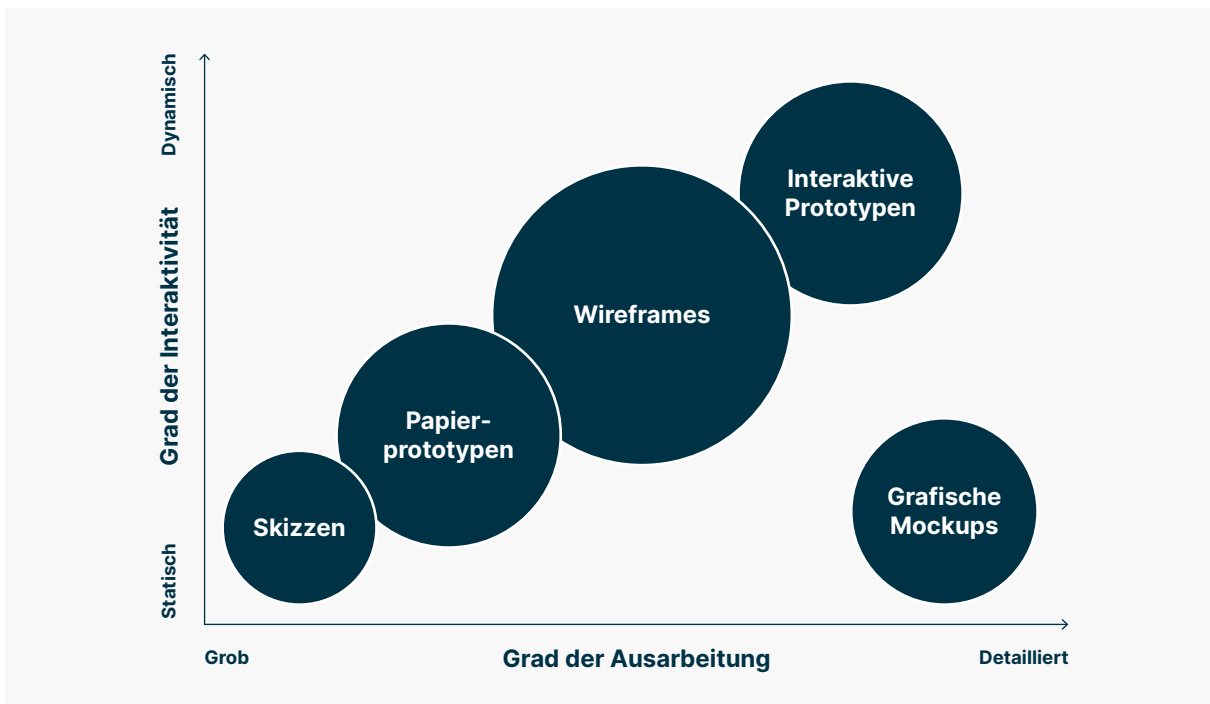 Dynamisch
Grad der Interaktivität
Statisch
Interaktive
Prototypen
Wireframes
Papier-
prototypen
Skizzen
Grafische
Mockups
Grob
Grad der Ausarbeitung
Detailliert